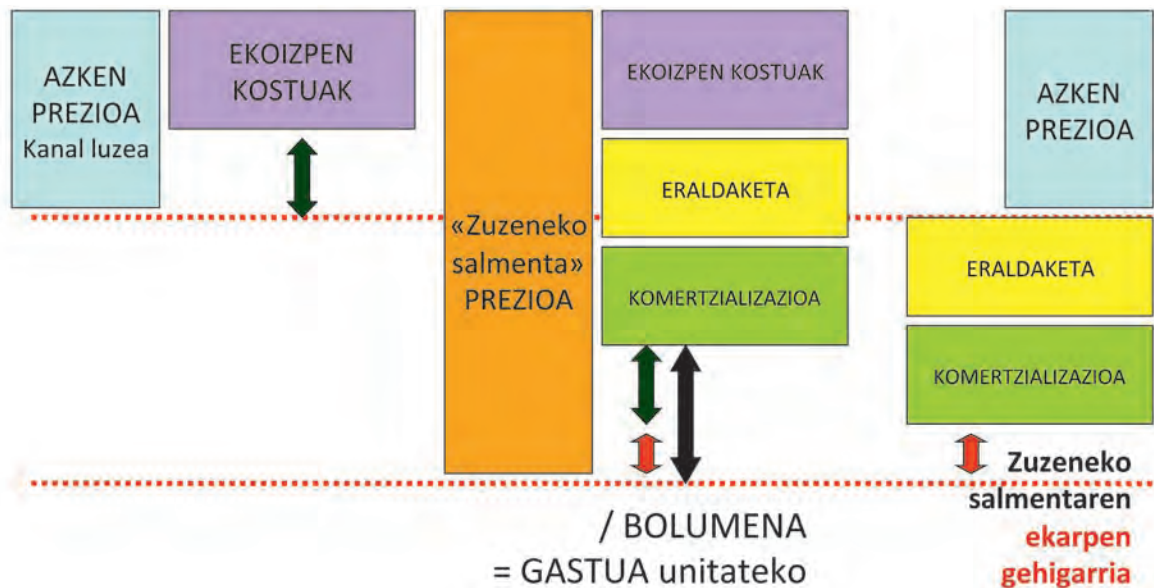 AZKEN
PREZIOA
Kanal luzea
EKOIZPEN
KOSTUAK
«Zuzeneko
salmenta»
PREZIOA
EKOIZPEN KOSTUAK
ERALDAKETA
KOMERTZIALIZAZIOA
AZKEN
PREZIOA
ERALDAKETA
KOMERTZIALIZAZIOA
Zuzeneko
salmentaren
ekarpen
gehigarria
/ BOLUMENA
= GASTUA unitateko